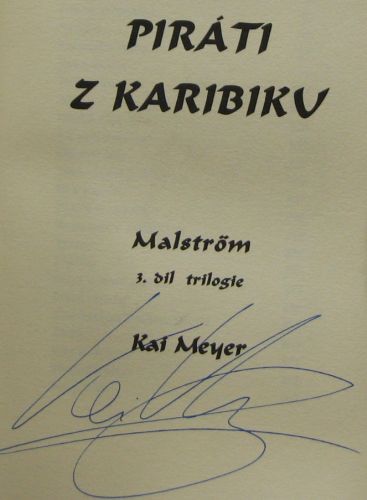 PIRÁTI
Z KARIBIKU
Malström
3. díl trilogie
Kai Meyer